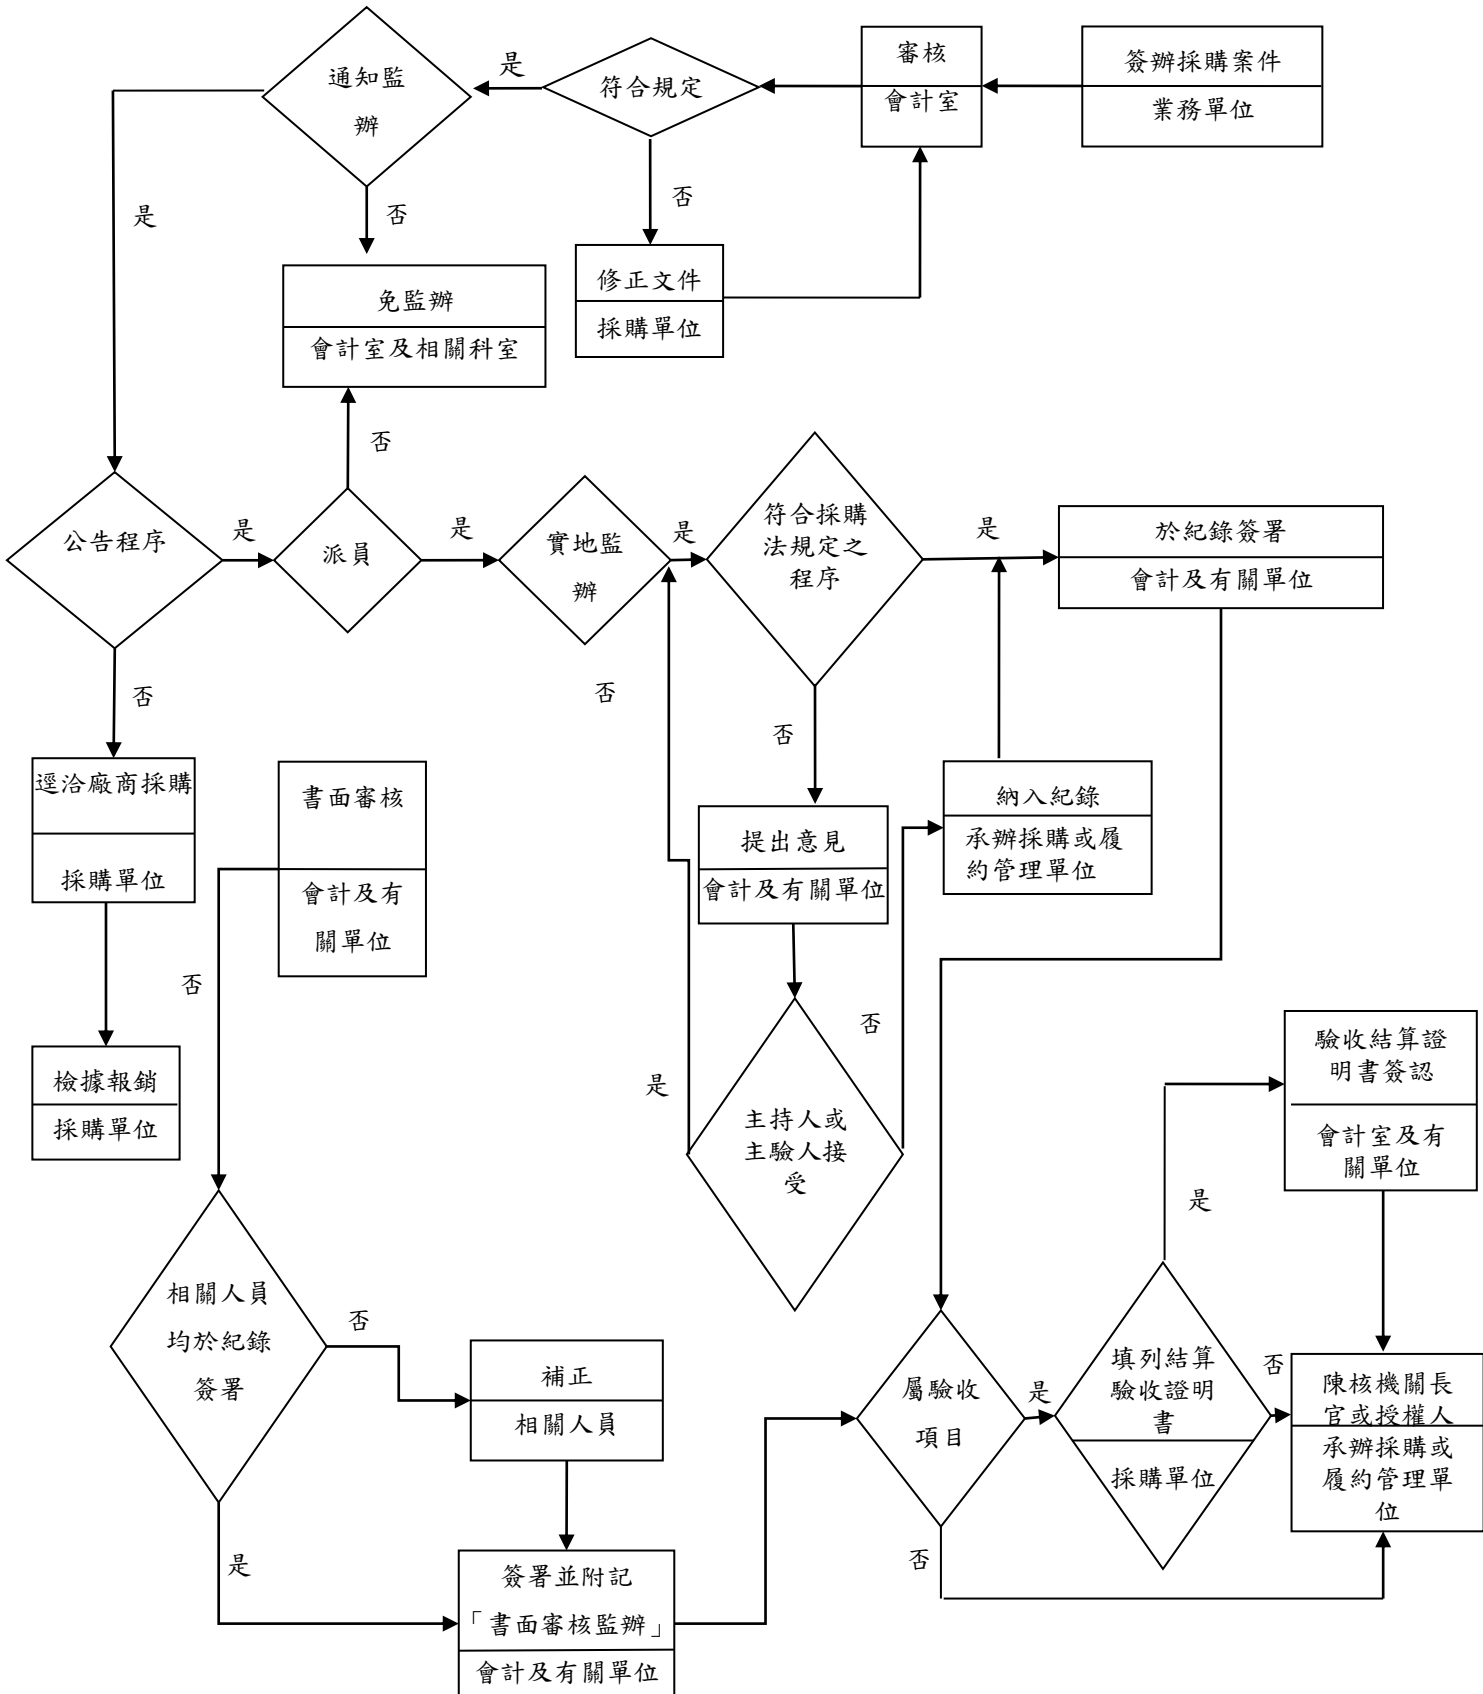 簽辦採購案件
業務單位
審核
會計室
符合規定
是
否
修正文件
採購單位
通知監
辦
是
否
免監辦
會計室及相關科室
公告程序
是
否
派員
否
是
實地監
辦
是
否
符合採購
法規定之
程序
是
否
於紀錄簽署
會計及有關單位
逕洽廠商採購
採購單位
檢據報銷
採購單位
書面審核
會計及有
關單位
否
提出意見
會計及有關單位
納入紀錄
承辦採購或履
約管理單位
主持人或
主驗人接
受
是
否
相關人員
均於紀錄
簽署
否
是
補正
相關人員
簽署並附記
「書面審核監辦」
會計及有關單位
屬驗收
項目
是
否
填列結算
驗收證明
書
採購單位
是
否
驗收結算證
明書簽認
會計室及有
關單位
陳核機關長
官或授權人
承辦採購或
履約管理單
位